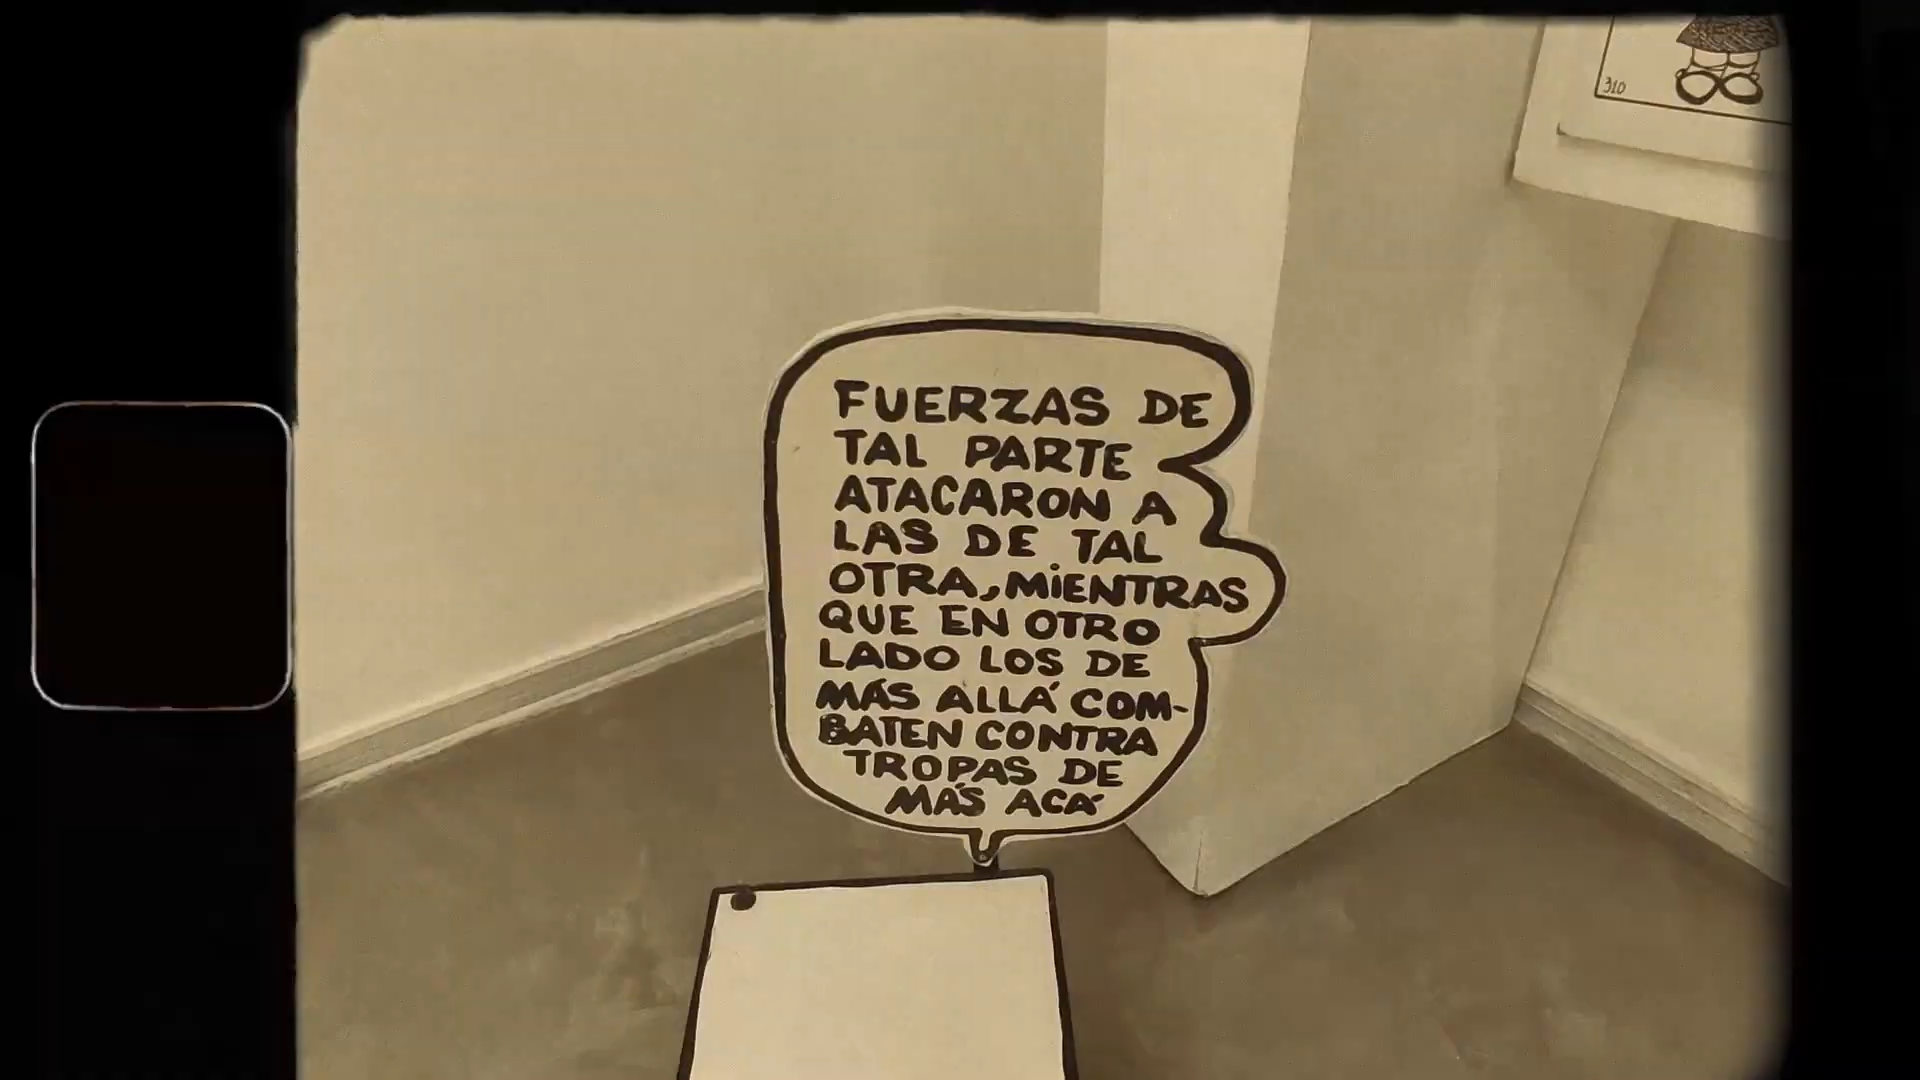 310
FUERZAS DE
TAL PARTE
ATACARON A
LAS DE TAL
OTRA, MIENTRAS
QUE EN OTRO
LADO LOS DE
MÁS ALLÁ COM-
BATEN CONTRA
TROPAS DE
MÁS ACÁ